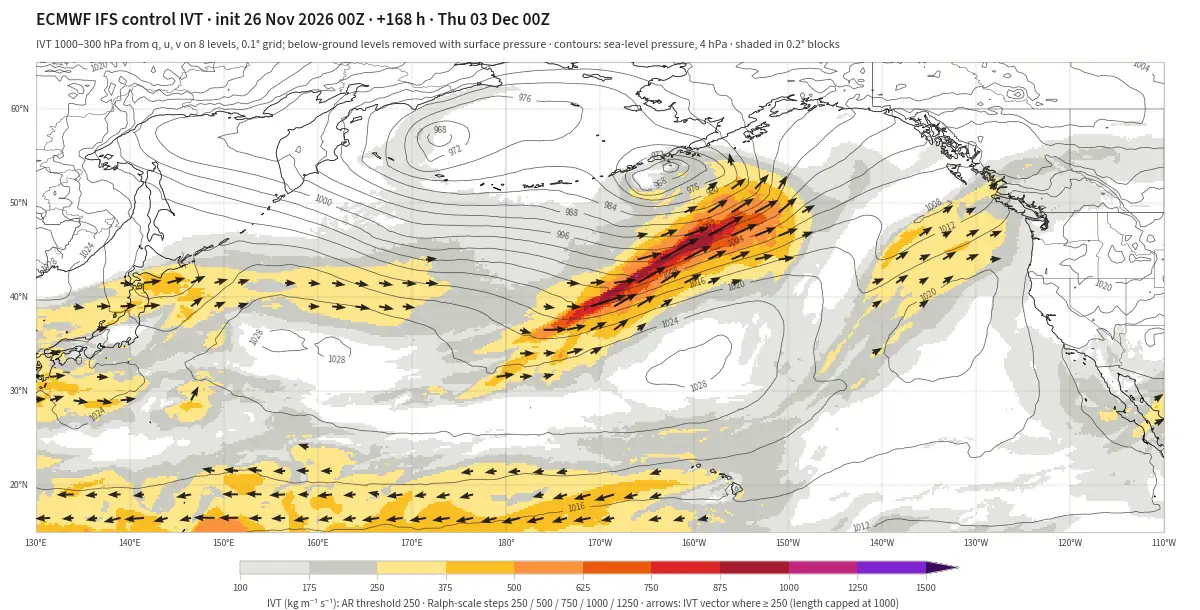 ECMWF IFS control IVT · init 26 Nov 2026 00Z · +168 h · Thu 03 Dec 00Z
IVT 1000–300 hPa from q, u, v on 8 levels, 0.1° grid; below-ground levels removed with surface pressure · contours: sea-level pressure, 4 hPa · shaded in 0.2° blocks
1020
1004
60°N
976
968
972
968
976
50°N
1000
988
984
996
1008
1012
1024
1004
40°N
1016
1020
1020
1020
1024
1028
1028
30°N
1028
1024
20°N
1016
1012
130°E 140°E 150°E 160°E 170°E 180° 170°W 160°W 150°W 140°W 130°W 120°W 110°W
100 175 250 375 500 625 750 875 1000 1250 1500
IVT (kg m⁻¹ s⁻¹): AR threshold 250 · Ralph-scale steps 250 / 500 / 750 / 1000 / 1250 · arrows: IVT vector where ≥ 250 (length capped at 1000)